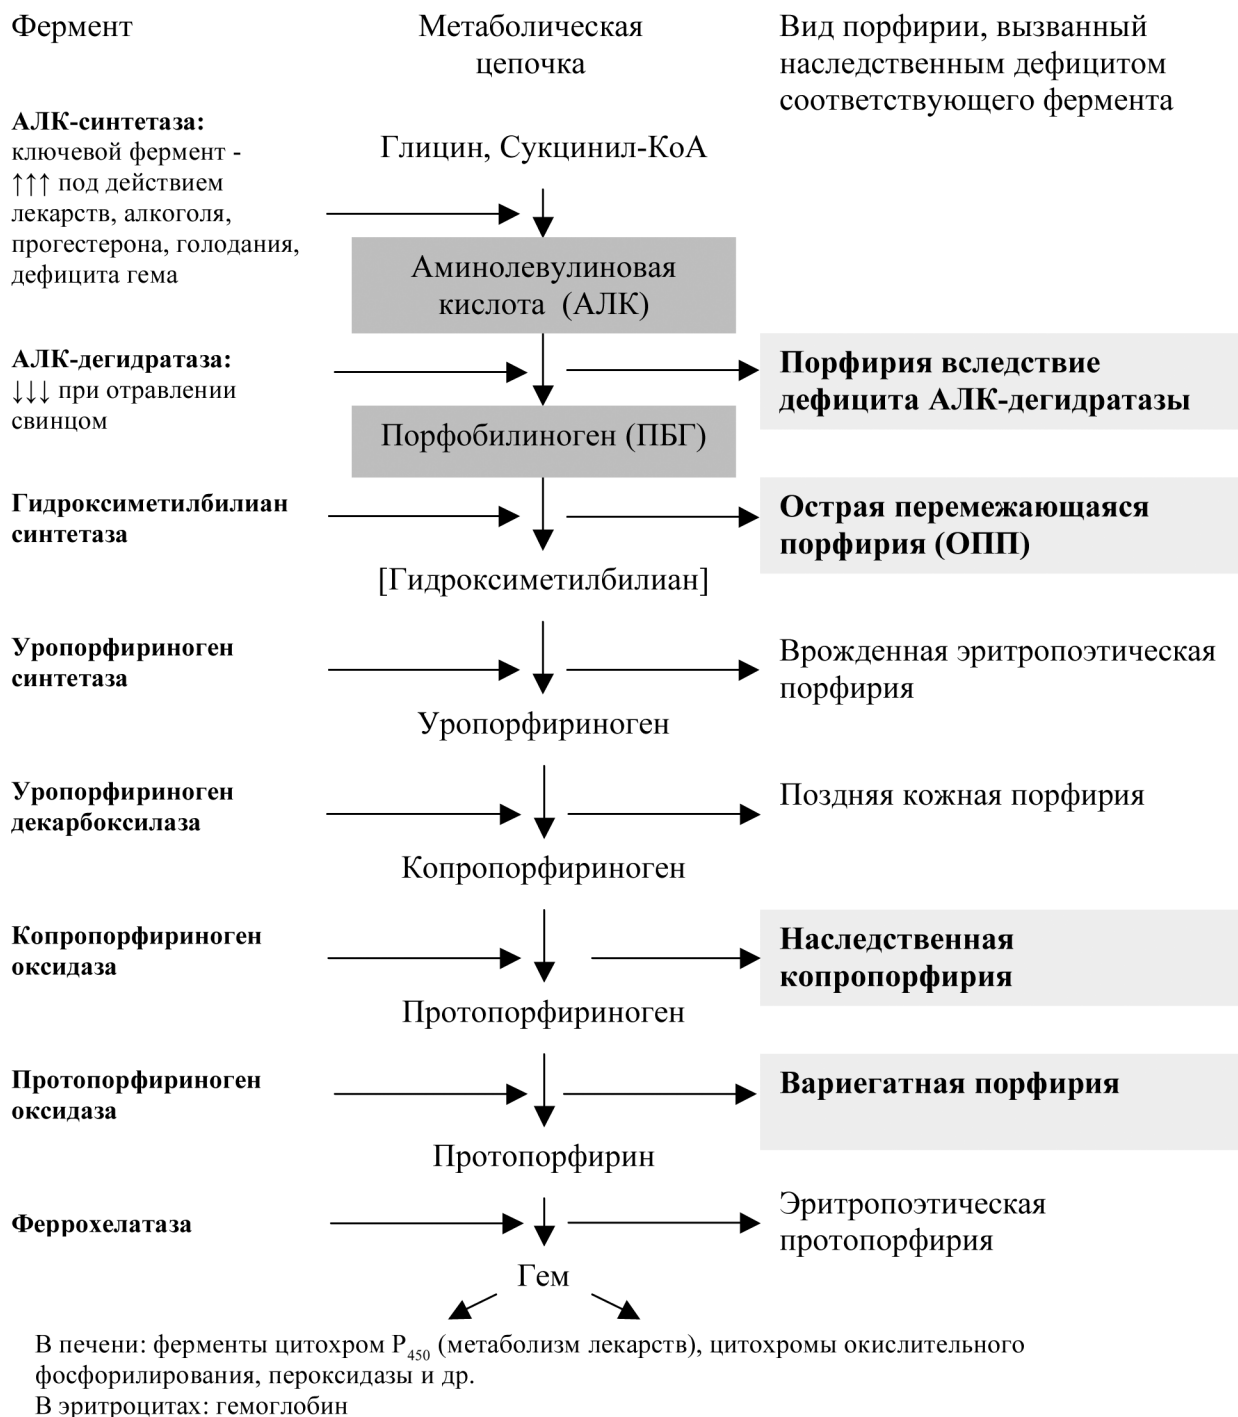 Фермент
Метаболическая
цепочка
Вид порфирии, вызванный
наследственным дефицитом
соответствующего фермента
АЛК-синтетаза:
ключевой фермент -
↑↑↑ под действием
лекарств, алкоголя,
прогестерона, голодания,
дефицита гема
Глицин, Сукцинил-КоА
Аминолевулиновая
кислота (АЛК)
АЛК-дегидратаза:
↓↓↓ при отравлении
свинцом
Порфирия вследствие
дефицита АЛК-дегидратазы
Порфобилиноген (ПБГ)
Гидроксиметилбилиан
синтетаза
Острая перемежающаяся
порфирия (ОПП)
[Гидроксиметилбилиан]
Уропорфириноген
синтетаза
Врожденная эритропоэтическая
порфирия
Уропорфириноген
Уропорфириноген
декарбоксилаза
Поздняя кожная порфирия
Копропорфириноген
Копропорфириноген
оксидаза
Наследственная
копропорфирия
Протопорфириноген
Протопорфириноген
оксидаза
Вариегатная порфирия
Протопорфирин
Феррохелатаза
Эритропоэтическая
протопорфирия
Гем
В печени: ферменты цитохром P450 (метаболизм лекарств), цитохромы окислительного
фосфорилирования, пероксидазы и др.
В эритроцитах: гемоглобин